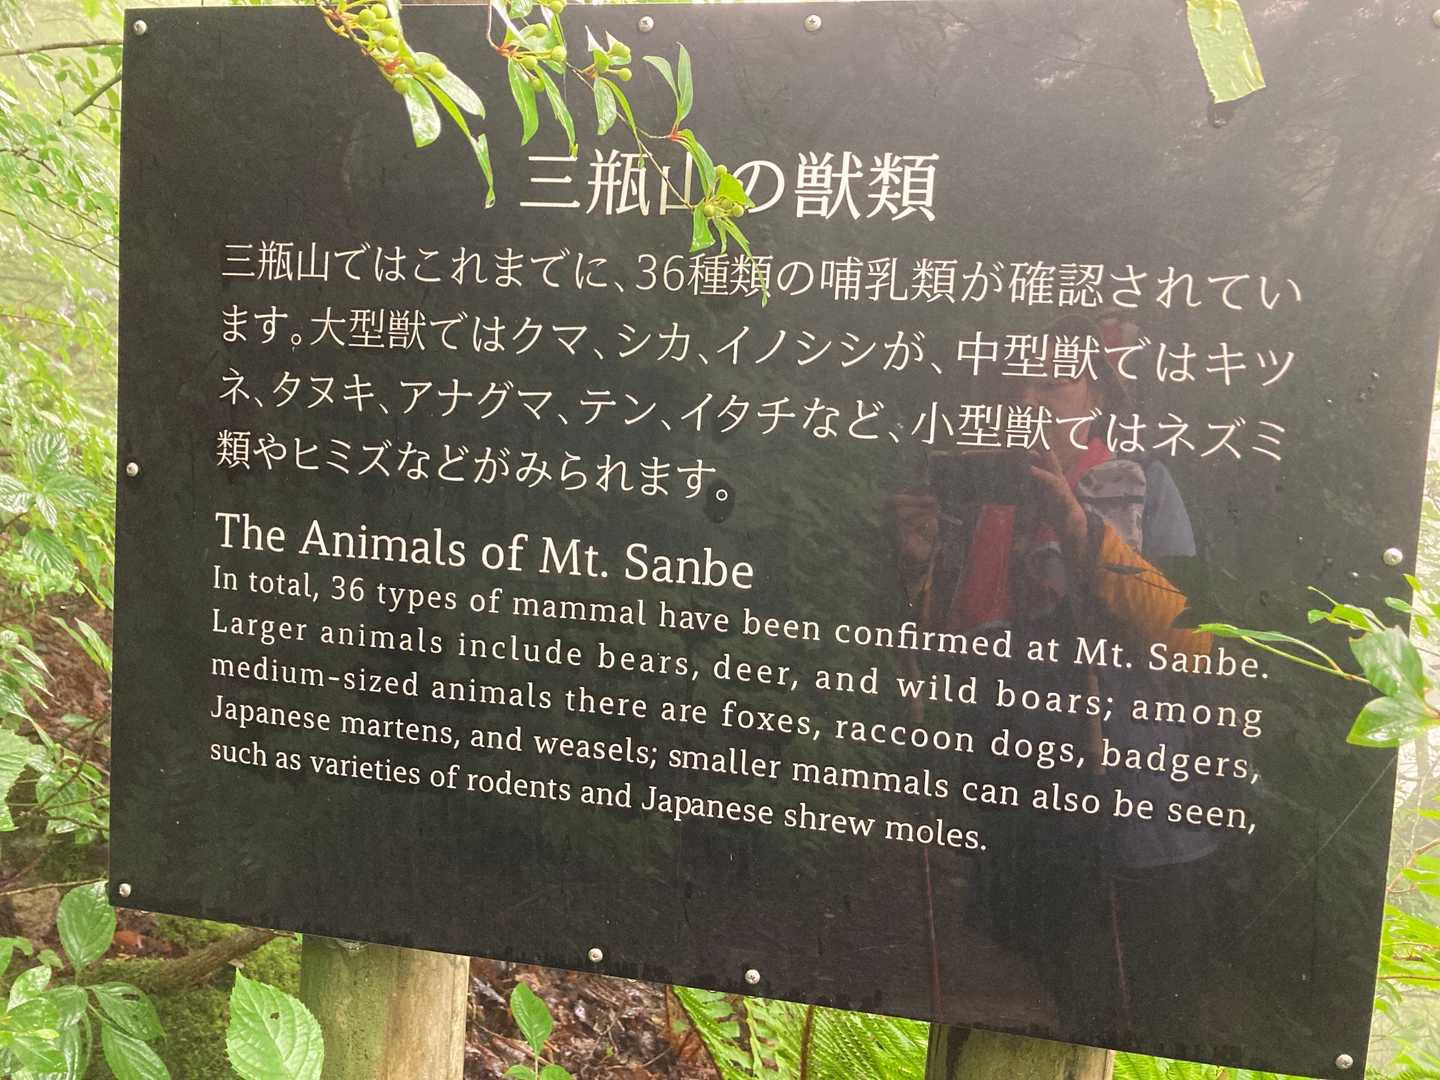 三瓶山の獣類
三瓶山ではこれまでに、36種類の哺乳類が確認されてい
ます。大型獣ではクマ、シカ、イノシシが、中型獣ではキツ
ネ、タヌキ、アナグマ、テン、イタチなど、小型獣ではネズミ
類やヒミズなどがみられます。
The Animals of Mt. Sanbe
In total, 36 types of mammal have been confirmed at Mt. Sanbe.
Larger animals include bears, deer, and wild boars; among
medium-sized animals there are foxes, raccoon dogs, badgers,
Japanese martens, and weasels; smaller mammals can also be seen,
such as varieties of rodents and Japanese shrew moles.